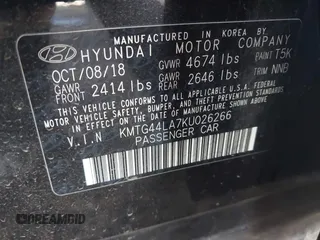 MANUFACTURED IN KOREA BY
HYUNDAI MOTOR COMPANY
OCT/08/18 GVWR 4674 lbs PAINT T5K
GAWR FRONT 2414 lbs GAWR REAR 2646 lbs TRIM NNB
THIS VEHICLE CONFORMS TO ALL APPLICABLE U.S. FEDERAL MOTOR
VEHICLE SAFETY, BUMPER, AND THEFT PREVENTION STANDARDS
IN EFFECT ON THE DATE OF MANUFACTURE SHOWN ABOVE.
V.I.N KMTG44LA7KU026266
PASSENGER CAR
DREAMBID